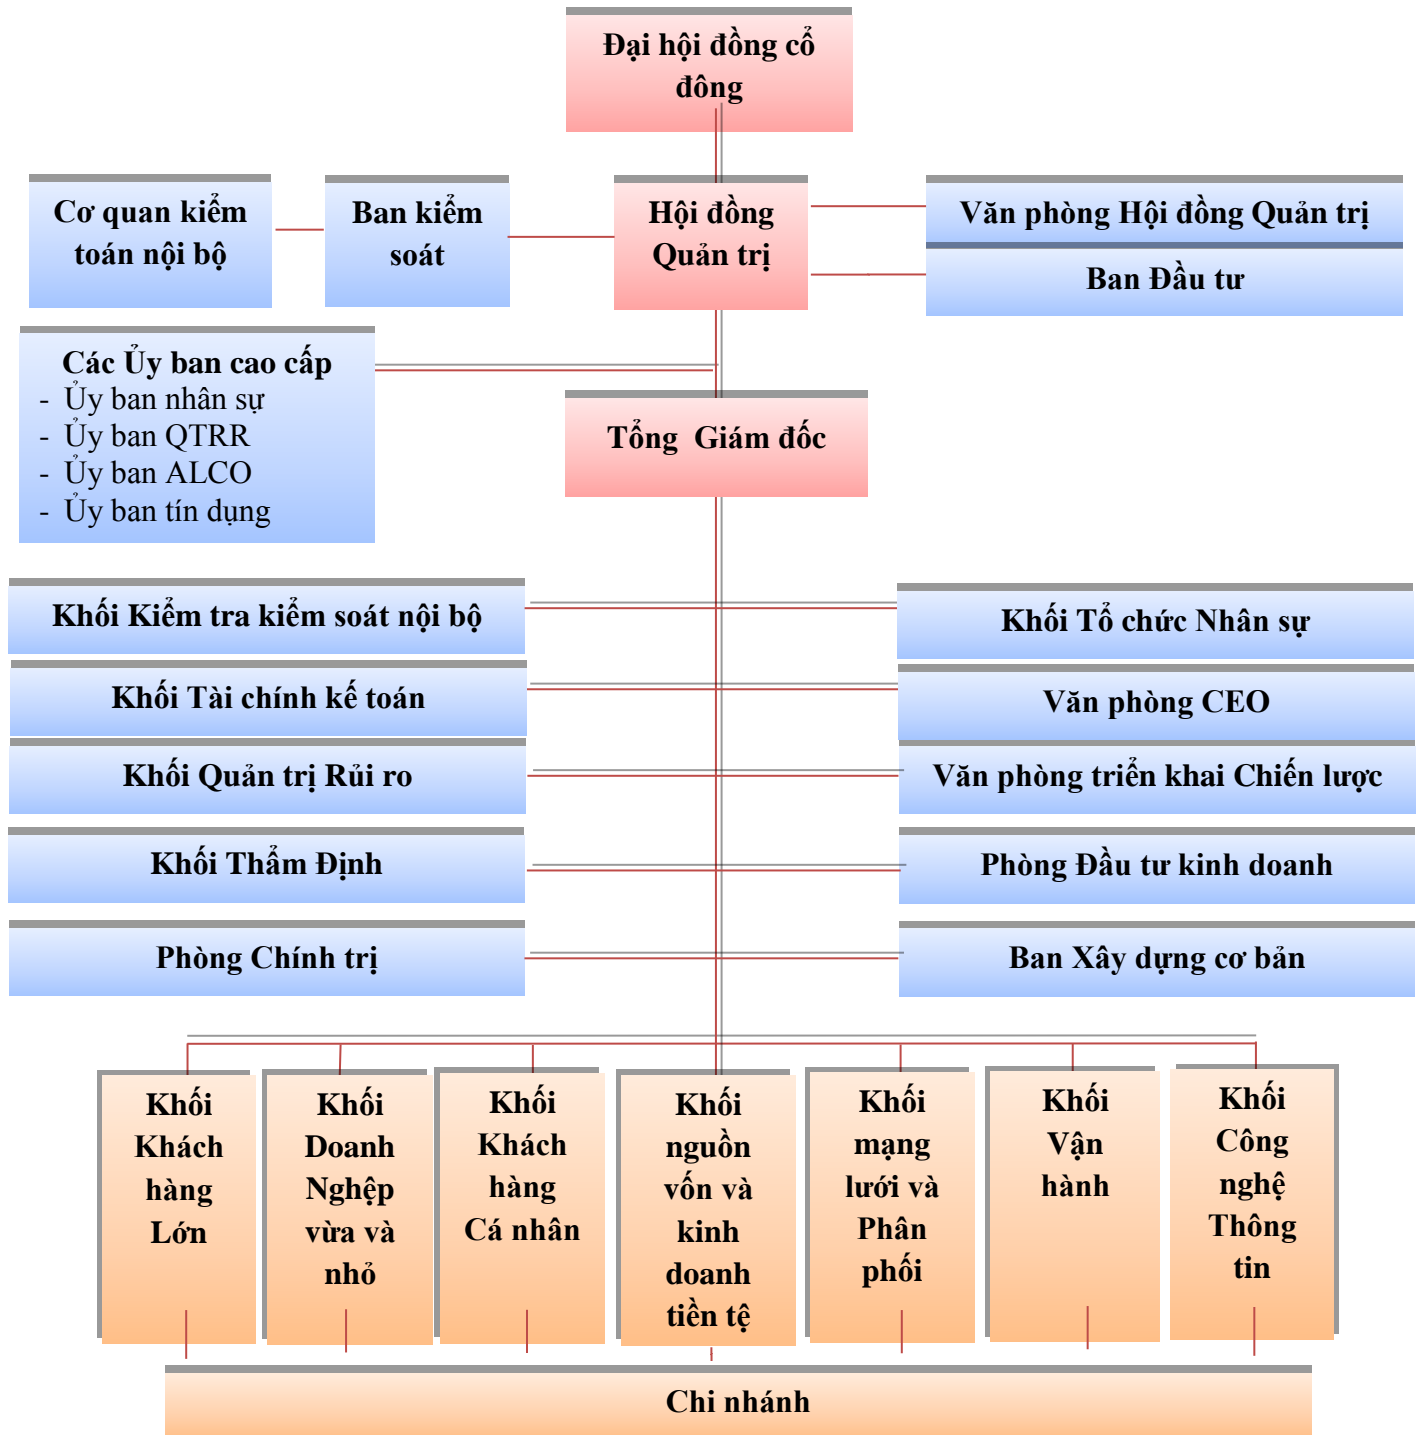 Đại hội đồng cổ
đông
Cơ quan kiểm
toán nội bộ
Ban kiểm
soát
Hội đồng
Quản trị
Văn phòng Hội đồng Quản trị
Ban Đầu tư
Các Ủy ban cao cấp
- Ủy ban nhân sự
- Ủy ban QTRR
- Ủy ban ALCO
- Ủy ban tín dụng
Tổng Giám đốc
Khối Kiểm tra kiểm soát nội bộ
Khối Tổ chức Nhân sự
Khối Tài chính kế toán
Văn phòng CEO
Khối Quản trị Rủi ro
Văn phòng triển khai Chiến lược
Khối Thẩm Định
Phòng Đầu tư kinh doanh
Phòng Chính trị
Ban Xây dựng cơ bản
Khối
Khách
hàng
Lớn
Khối
Doanh
Nghệp
vừa và
nhỏ
Khối
Khách
hàng
Cá nhân
Khối
nguồn
vốn và
kinh
doanh
tiền tệ
Khối
mạng
lưới và
Phân
phối
Khối
Vận
hành
Khối
Công
nghệ
Thông
tin
Chi nhánh